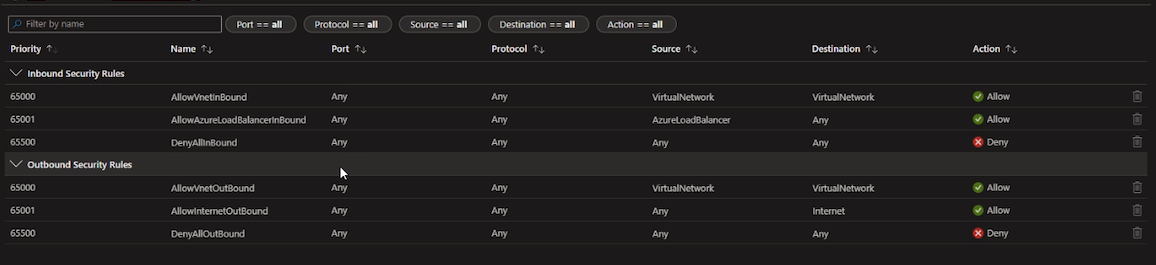 Filter by name Port == all Protocol == all Source == all Destination == all Action == all
Priority Name Port Protocol Source Destination Action
Inbound Security Rules
65000 AllowVnetInBound Any Any VirtualNetwork VirtualNetwork Allow
65001 AllowAzureLoadBalancerInBound Any Any AzureLoadBalancer Any Allow
65500 DenyAllInBound Any Any Any Any Deny
Outbound Security Rules
65000 AllowVnetOutBound Any Any VirtualNetwork VirtualNetwork Allow
65001 AllowInternetOutBound Any Any Any Internet Allow
65500 DenyAllOutBound Any Any Any Any Deny